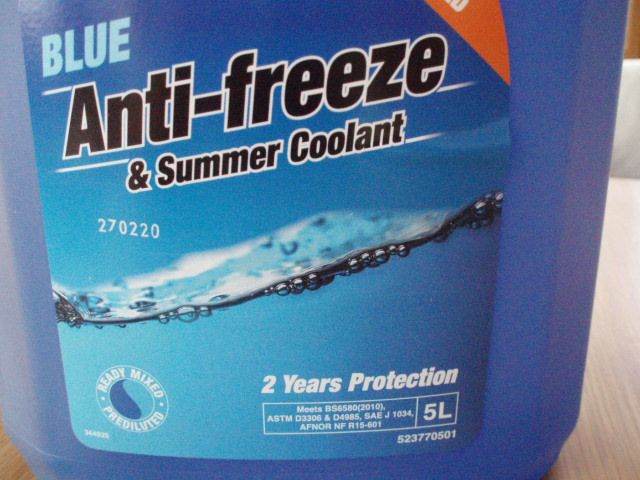 BLUE
Anti-freeze
& Summer Coolant
270220
READY MIXED
PREDILUTED
2 Years Protection
Meets BS6580(2010),
ASTM D3306 & D4985, SAE J 1034,
AFNOR NF R15-601
5L
523770501